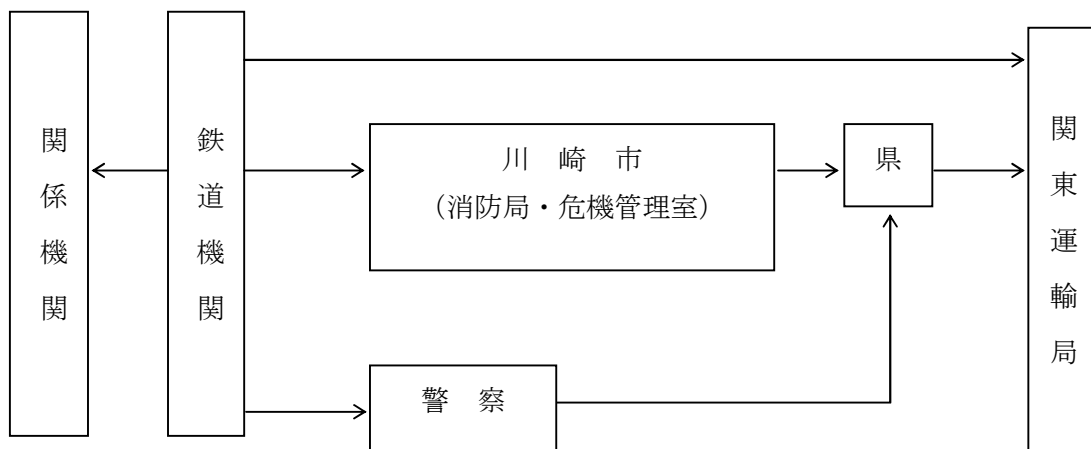 関係機関
鉄道機関
川崎市
（消防局・危機管理室）
県
警察
関東運輸局